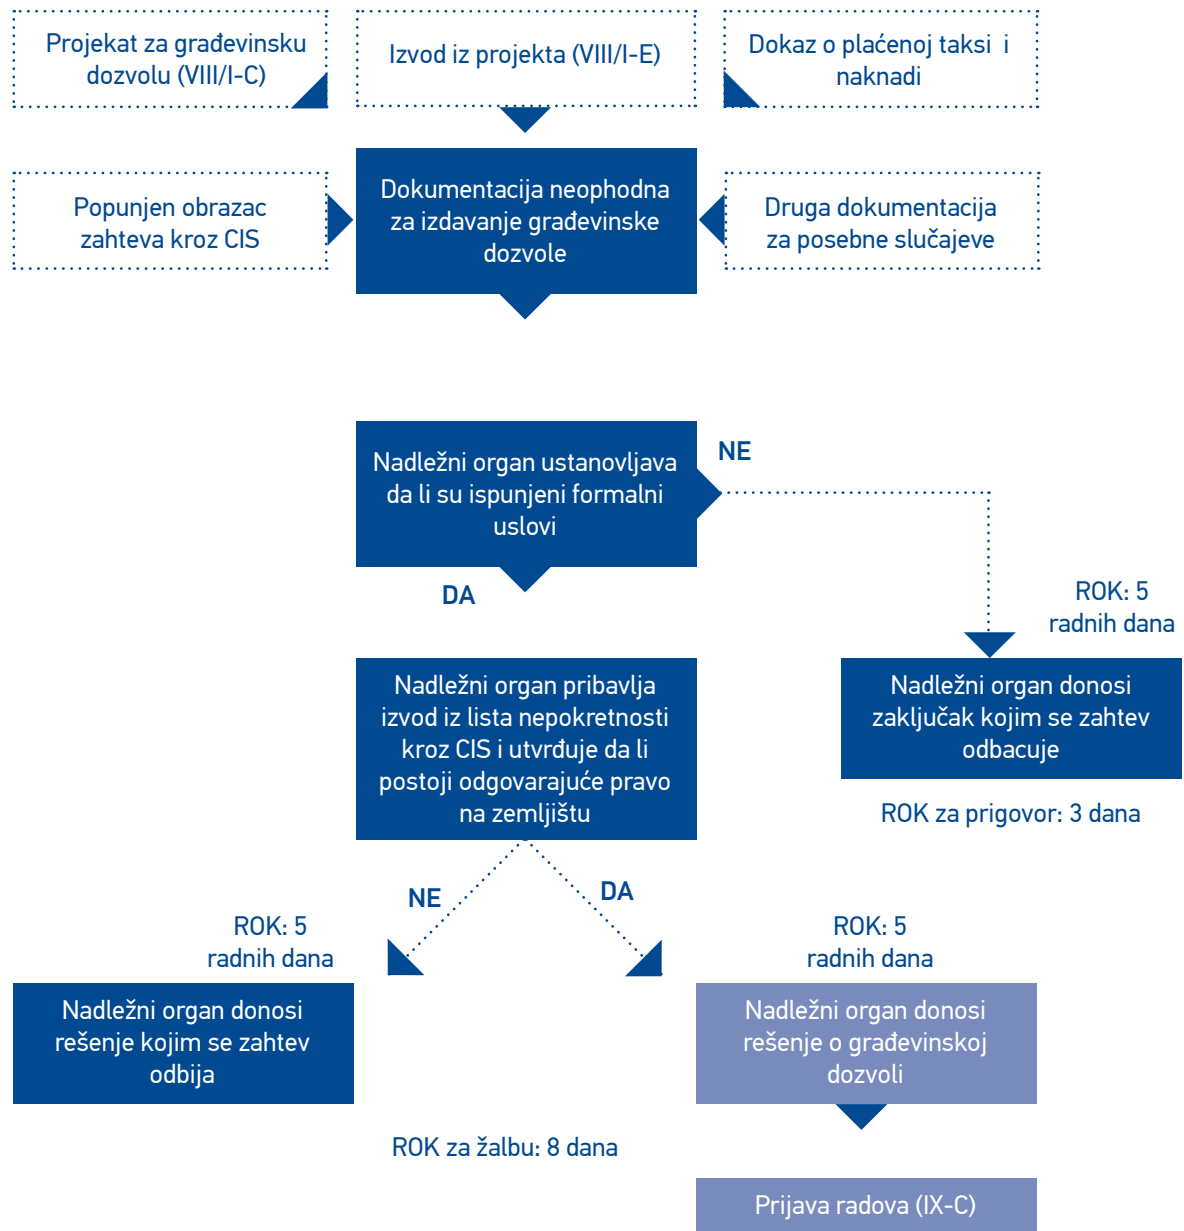 Projekat za građevinsku
dozvolu (VIII/I-C)
Izvod iz projekta (VIII/I-E)
Dokaz o plaćenoj taksi i
naknadi
Popunjen obrazac
zahteva kroz CIS
Dokumentacija neophodna
za izdavanje građevinske
dozvole
Druga dokumentacija
za posebne slučajeve
Nadležni organ ustanovljava
da li su ispunjeni formalni
uslovi
NE
DA
ROK: 5
radnih dana
Nadležni organ pribavlja
izvod iz lista nepokretnosti
kroz CIS i utvrđuje da li
postoji odgovarajuće pravo
na zemljištu
Nadležni organ donosi
zaključak kojim se zahtev
odbacuje
ROK za prigovor: 3 dana
NE
DA
ROK: 5
radnih dana
ROK: 5
radnih dana
Nadležni organ donosi
rešenje kojim se zahtev
odbija
Nadležni organ donosi
rešenje o građevinskoj
dozvoli
ROK za žalbu: 8 dana
Prijava radova (IX-C)